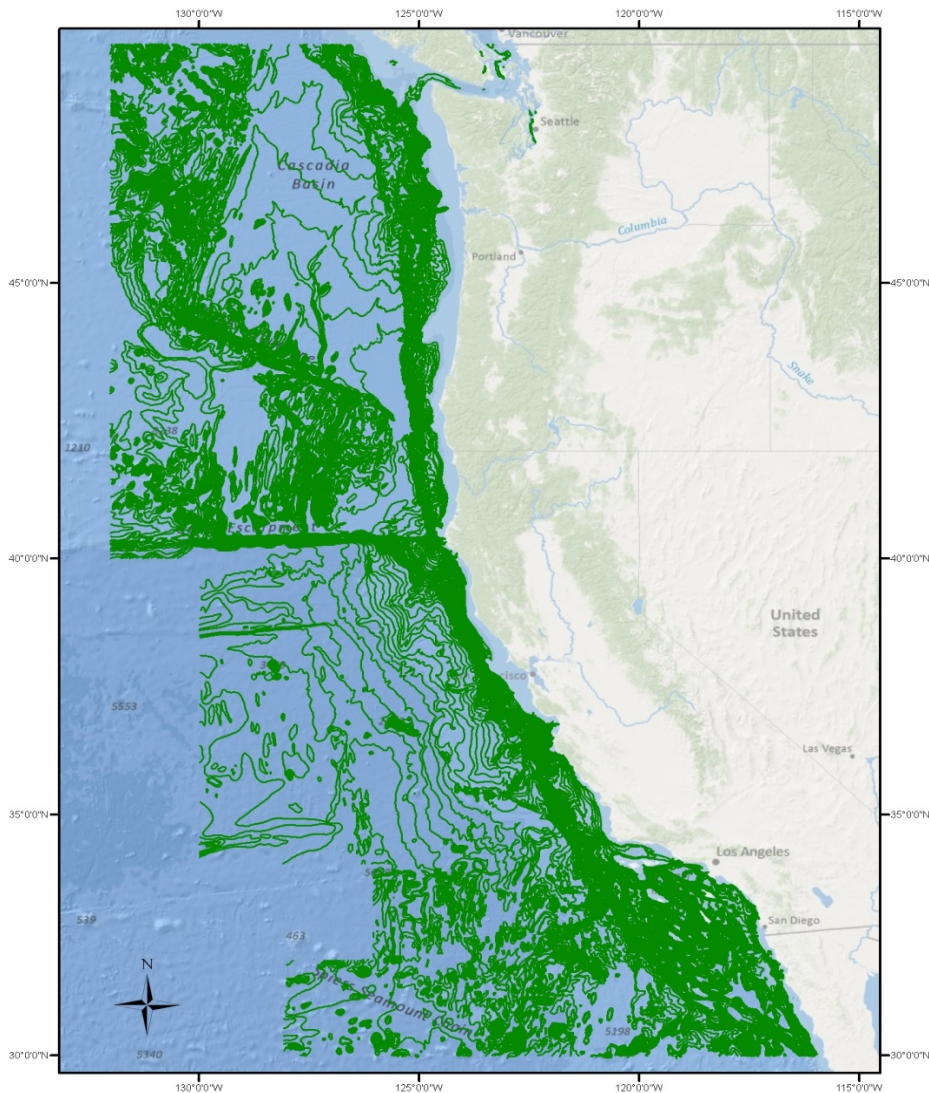 130°0'0"W 125°0'0"W 120°0'0"W 115°0'0"W
Vancouver
Seattle
Cascadia
Basin
Columbia
Portland
45°0'0"N 45°0'0"N
Snake
38
1210
Escarpment
40°0'0"N 40°0'0"N
United
States
cisco
5553
Las Vegas
35°0'0"N 35°0'0"N
Los Angeles
539
San Diego
463
N
Seamount
5198
5340
30°0'0"N 30°0'0"N
130°0'0"W 125°0'0"W 120°0'0"W 115°0'0"W